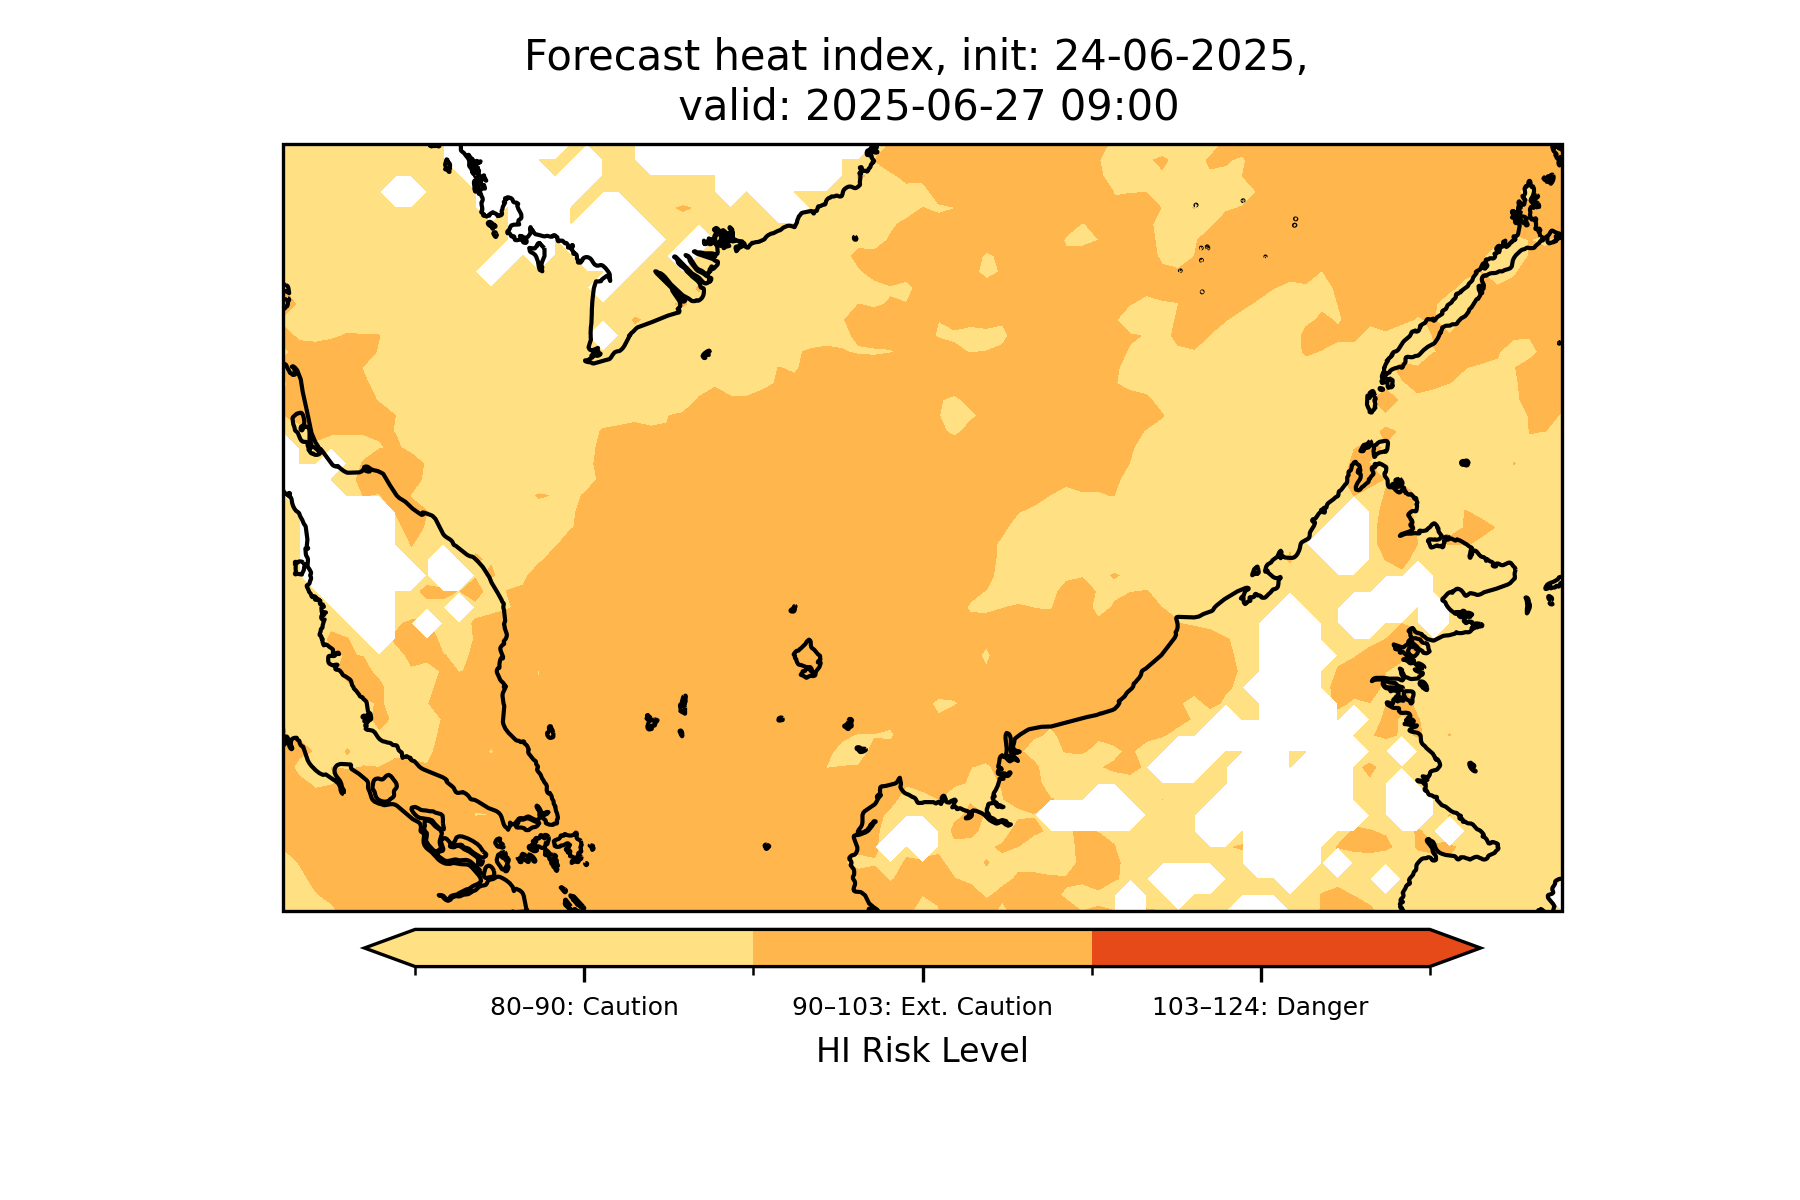 Forecast heat index, init: 24-06-2025,
valid: 2025-06-27 09:00
80–90: Caution
90–103: Ext. Caution
103–124: Danger
HI Risk Level